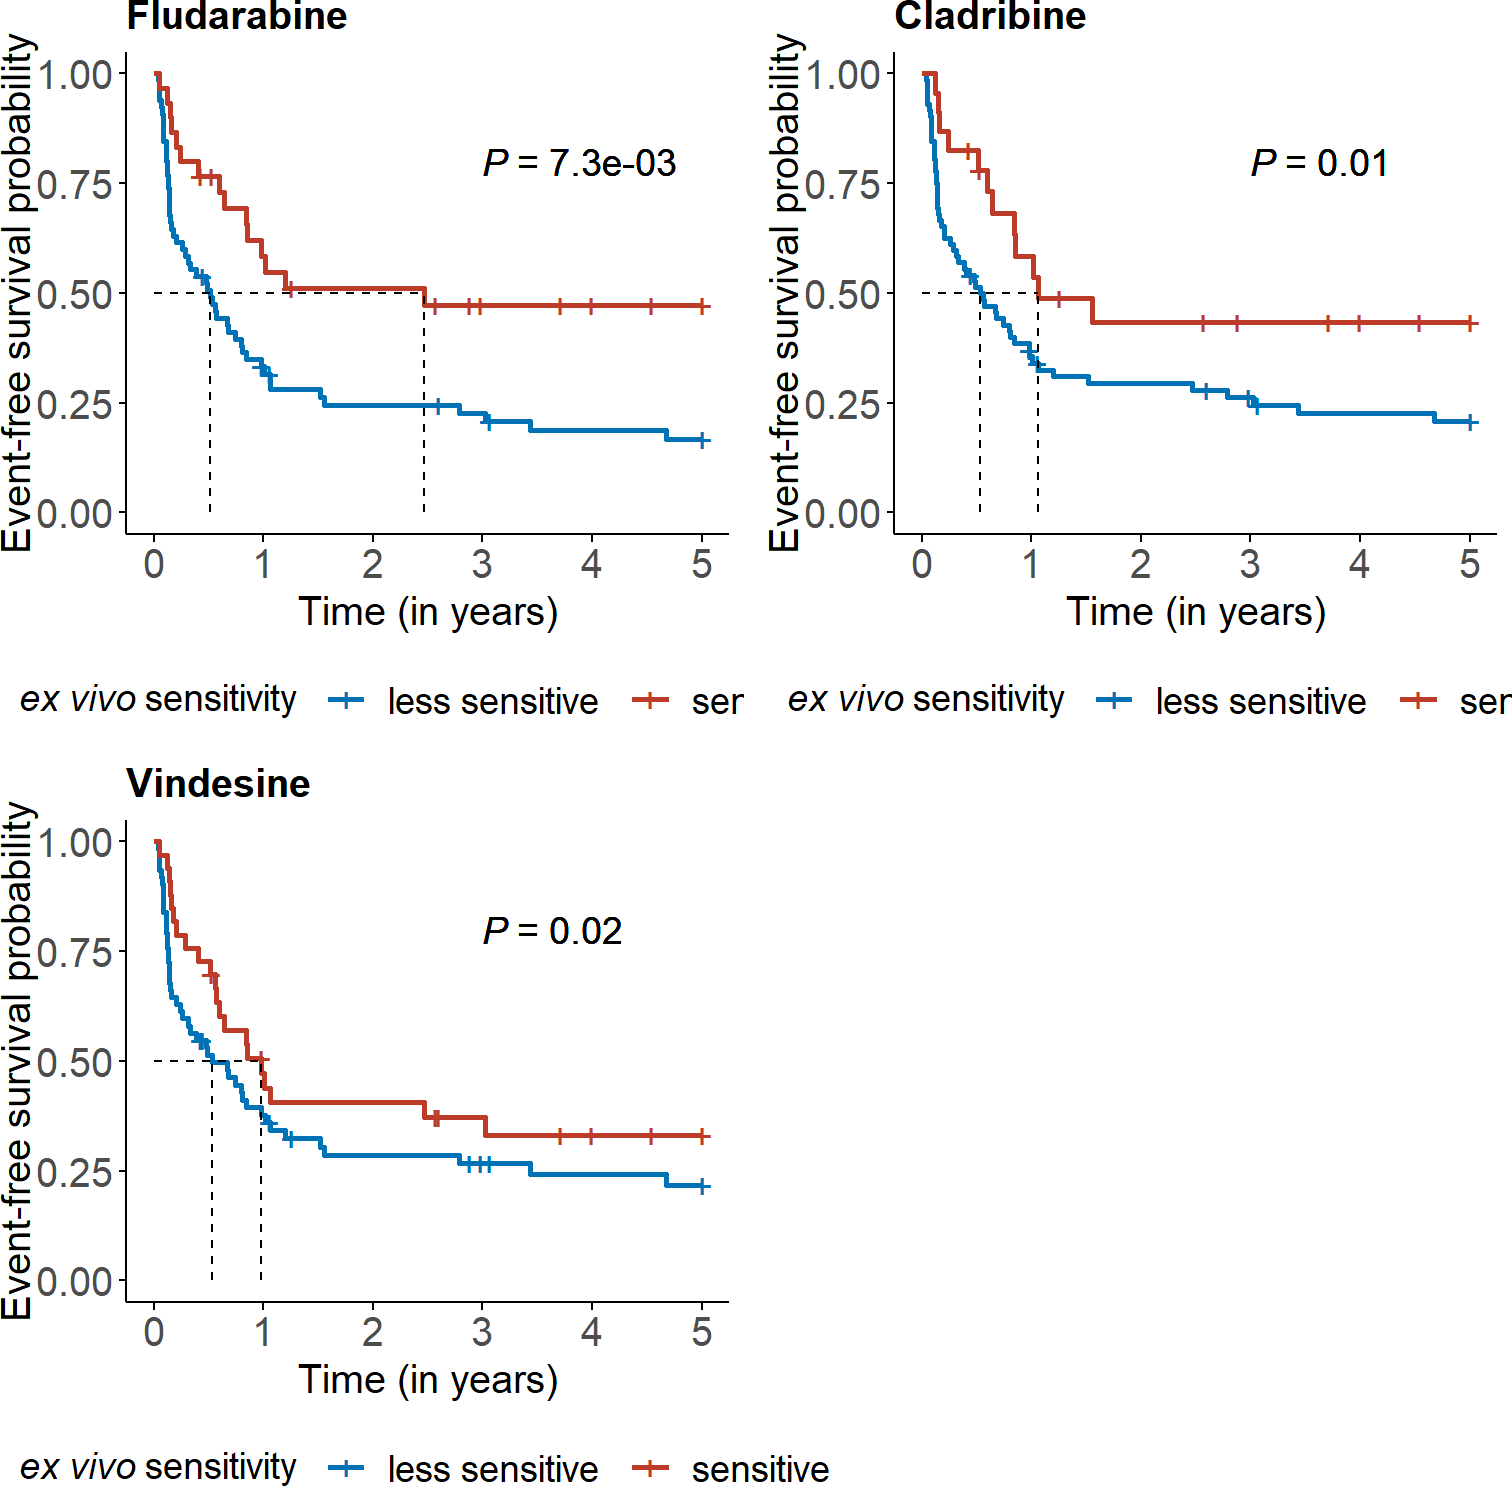 Fludarabine
Event-free survival probability
1.00
0.75
0.50
0.25
0.00
P = 7.3e-03
0 1 2 3 4 5
Time (in years)
ex vivo sensitivity less sensitive sen
Cladribine
Event-free survival probability
1.00
0.75
0.50
0.25
0.00
P = 0.01
0 1 2 3 4 5
Time (in years)
ex vivo sensitivity less sensitive sen
Vindesine
Event-free survival probability
1.00
0.75
0.50
0.25
0.00
P = 0.02
0 1 2 3 4 5
Time (in years)
ex vivo sensitivity less sensitive sensitive